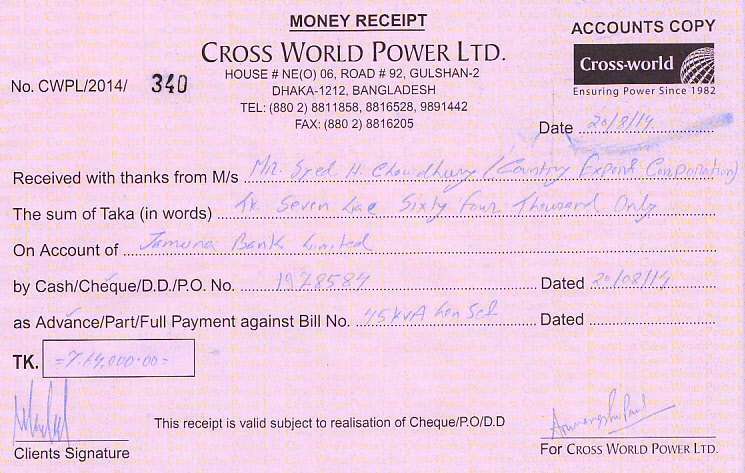 MONEY RECEIPT
ACCOUNTS COPY
CROSS WORLD POWER LTD.
Cross-world
Ensuring Power Since 1982
No. CWPL/2014/ 340
HOUSE # NE(O) 06, ROAD # 92, GULSHAN-2
DHAKA-1212, BANGLADESH
TEL: (880 2) 8811858, 8816528, 9891442
FAX: (880 2) 8816205
Date 20/8/14
Received with thanks from M/s Mr. Syed H. Chowdhury (Country Export Corporation)
The sum of Taka (in words) Tk. Seven Lac Sixty Four Thousand Only
On Account of Jamuna Bank Limited
by Cash/Cheque/D.D./P.O. No. 1978584 Dated 20/08/14
as Advance/Part/Full Payment against Bill No. 45 KVA Dated
TK. =7.64,000.00=
This receipt is valid subject to realisation of Cheque/P.O/D.D
Clients Signature
For CROSS WORLD POWER LTD.